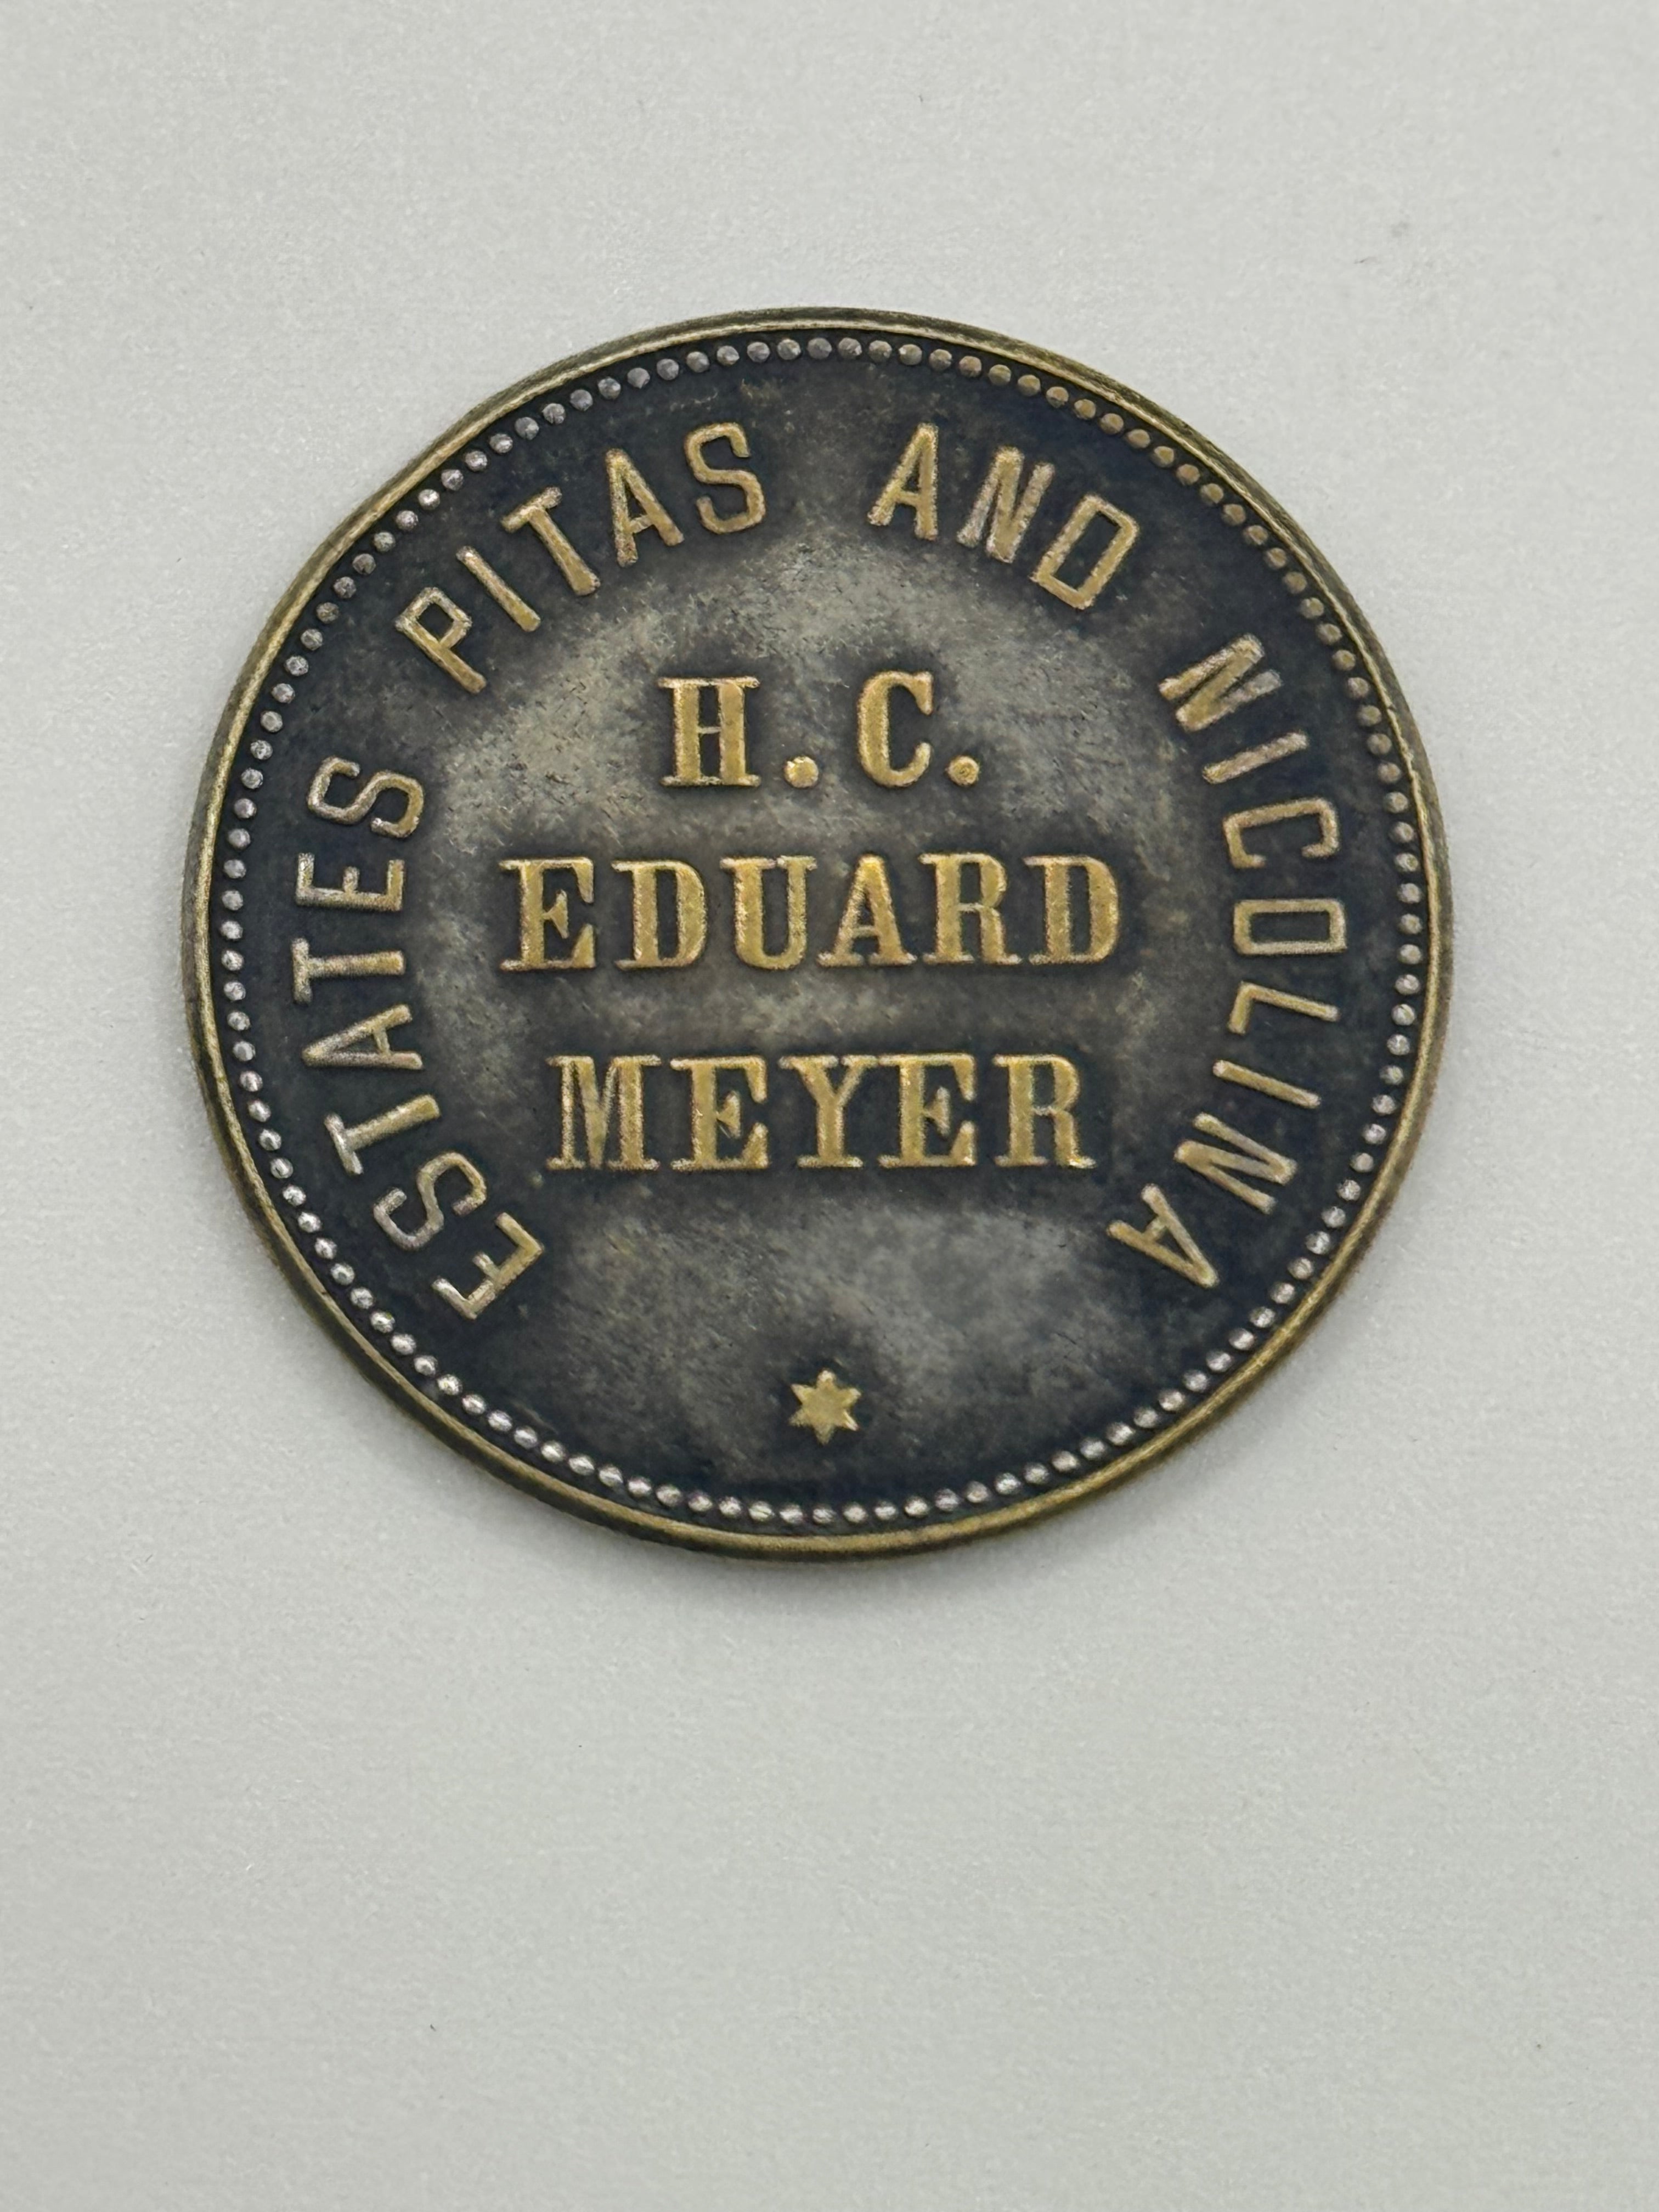 ESTATES PITAS AND NICOLINA
H.C.
EDUARD
MEYER